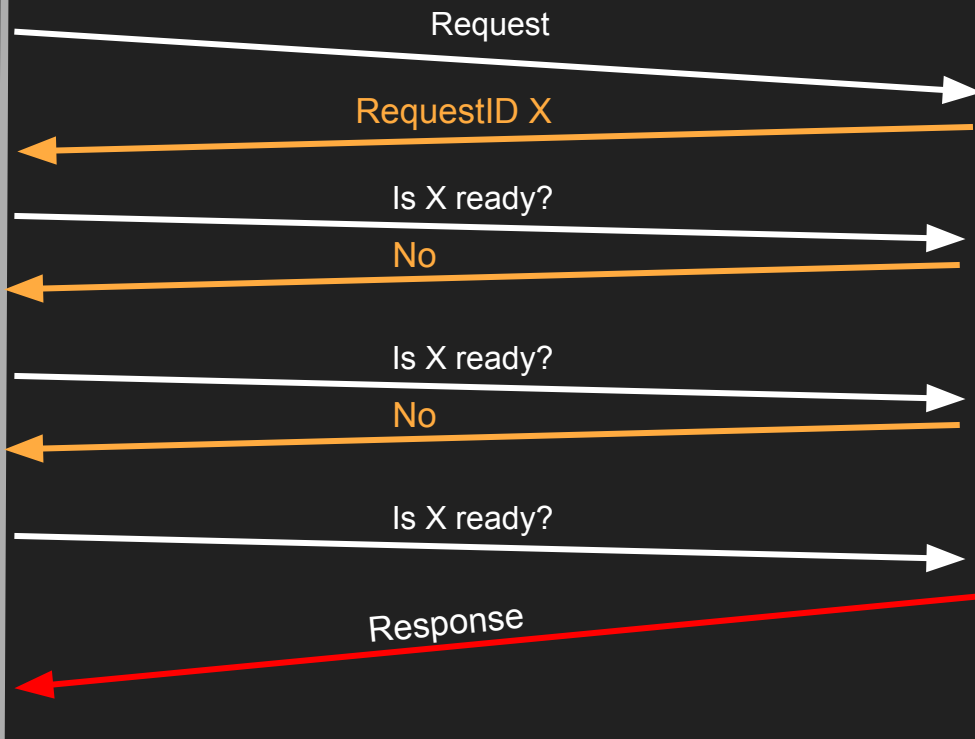 Request
RequestID X
Is X ready?
No
Is X ready?
No
Is X ready?
Response